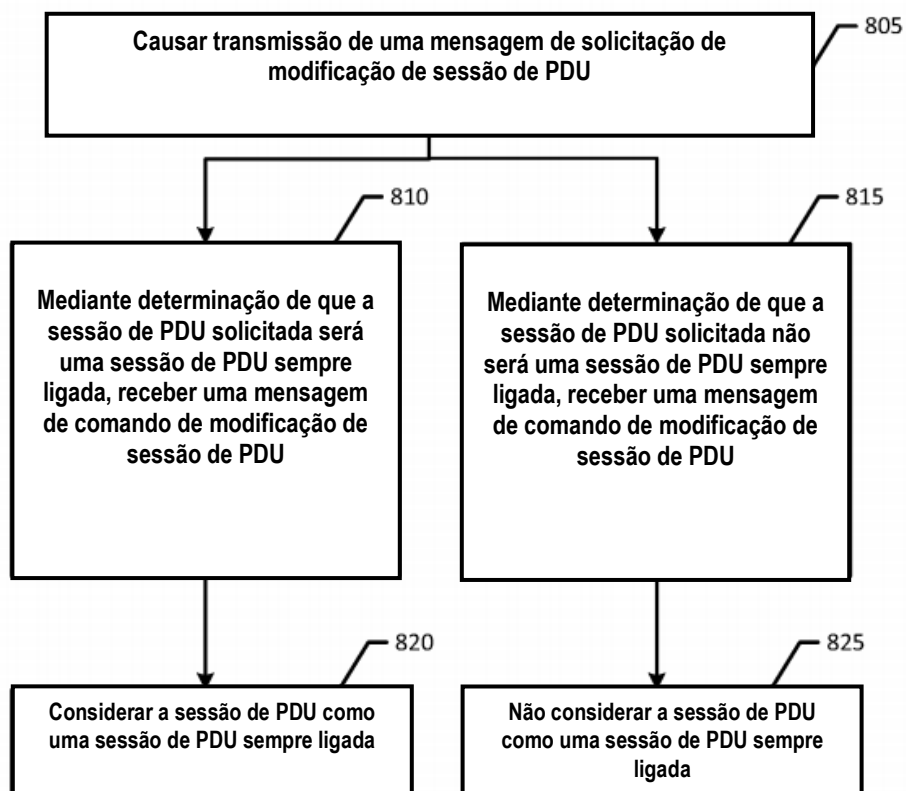 Causar transmissão de uma mensagem de solicitação de
modificação de sessão de PDU
805
810
815
Mediante determinação de que a
sessão de PDU solicitada será
uma sessão de PDU sempre
ligada, receber uma mensagem
de comando de modificação de
sessão de PDU
Mediante determinação de que a
sessão de PDU solicitada não
será uma sessão de PDU sempre
ligada, receber uma mensagem
de comando de modificação de
sessão de PDU
820
825
Considerar a sessão de PDU como
uma sessão de PDU sempre ligada
Não considerar a sessão de PDU
como uma sessão de PDU sempre
ligada